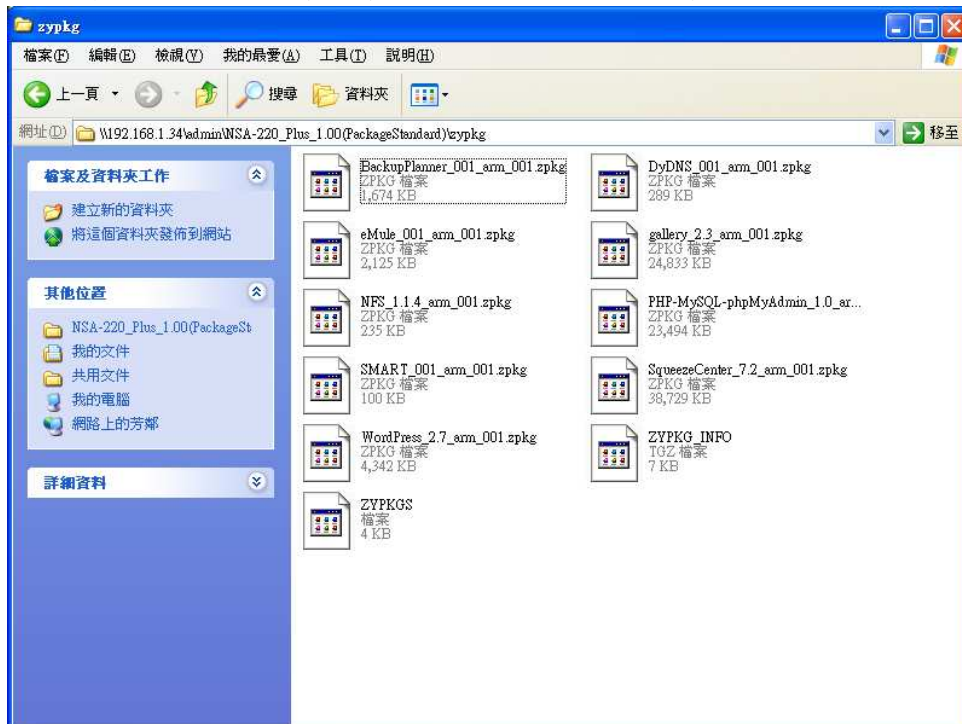 zypkg
檔案(F) 編輯(E) 檢視(V) 我的最愛(A) 工具(T) 說明(H)
上一頁 搜尋 資料夾
網址(D) \\192.168.1.34\admin\NSA-220_Plus_1.00(PackageStandard)\zypkg 移至
檔案及資料夾工作
建立新的資料夾
將這個資料夾發佈到網站
其他位置
NSA-220_Plus_1.00(PackageSt
我的文件
共用文件
我的電腦
網路上的芳鄰
詳細資料
BackupPlanner_001_arm_001.zpkg
ZPKG 檔案
1,674 KB
DyDNS_001_arm_001.zpkg
ZPKG 檔案
289 KB
eMule_001_arm_001.zpkg
ZPKG 檔案
2,125 KB
gallery_2.3_arm_001.zpkg
ZPKG 檔案
24,833 KB
NFS_1.1.4_arm_001.zpkg
ZPKG 檔案
235 KB
PHP-MySQL-phpMyAdmin_1.0_ar...
ZPKG 檔案
23,494 KB
SMART_001_arm_001.zpkg
ZPKG 檔案
100 KB
SqueezeCenter_7.2_arm_001.zpkg
ZPKG 檔案
38,729 KB
WordPress_2.7_arm_001.zpkg
ZPKG 檔案
4,342 KB
ZYPKG_INFO
TGZ 檔案
7 KB
ZYPKGS
檔案
4 KB